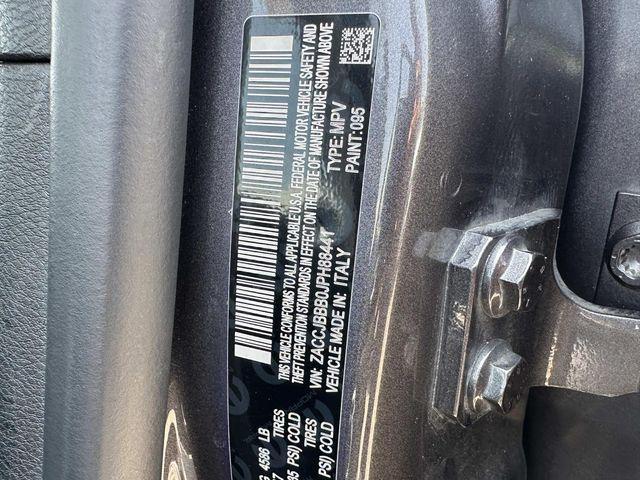 G 4586 LB
TIRES
35 PSI) COLD
TIRES
PSI) COLD
THIS VEHICLE CONFORMS TO ALL APPLICABLE U.S.A. FEDERAL MOTOR VEHICLE SAFETY AND
THEFT PREVENTION STANDARDS IN EFFECT ON THE DATE OF MANUFACTURE SHOWN ABOVE
VIN: ZACCJBBB0JPH88441 TYPE: MPV
VEHICLE MADE IN: ITALY PAINT: 095